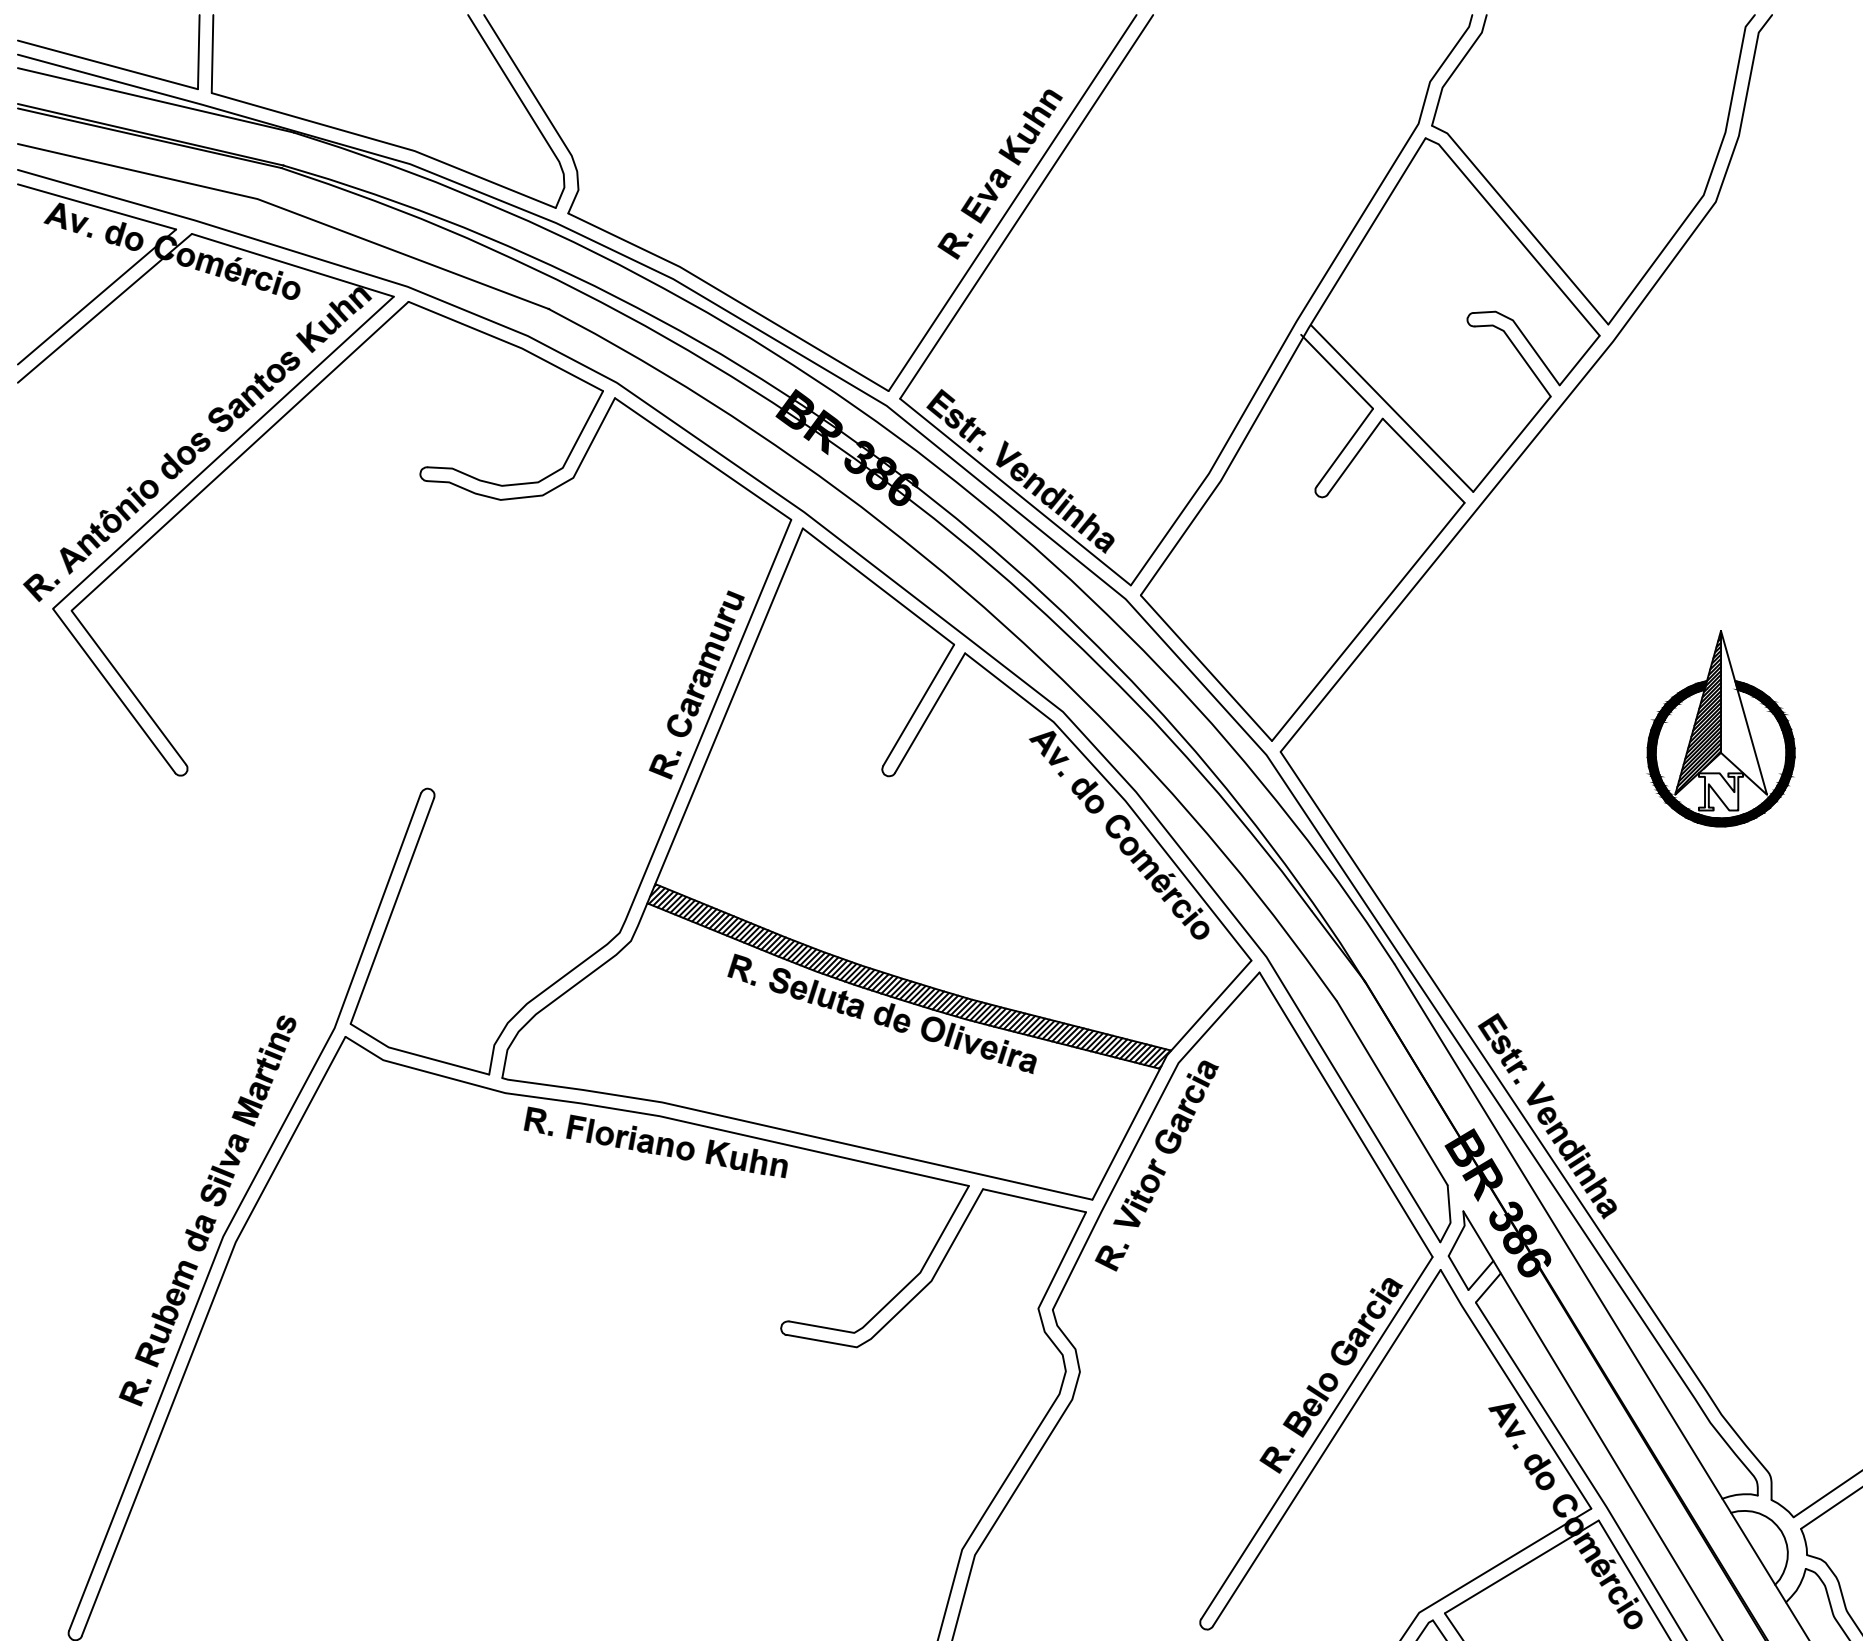 R. Eva Kuhn
Av. do Comércio
R. Antônio dos Santos Kuhn
BR 386
Estr. Vendinha
R. Caramuru
N
Av. do Comércio
R. Seluta de Oliveira
R. Rubem da Silva Martins
R. Floriano Kuhn
R. Vitor Garcia
Estr. Vendinha
BR 386
R. Belo Garcia
Av. do Comércio